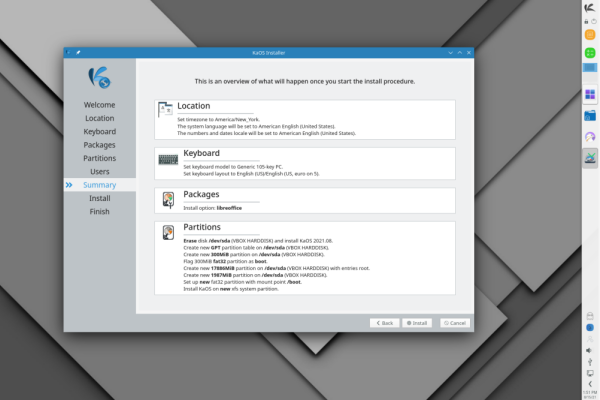 KaOS Installer
This is an overview of what will happen once you start the install procedure.
Welcome
Location
Keyboard
Packages
Partitions
Users
Summary
Install
Finish
Location
Set timezone to America/New_York.
The system language will be set to American English (United States).
The numbers and dates locale will be set to American English (United States).
Keyboard
Set keyboard model to Generic 105-key PC.
Set keyboard layout to English (US)/English (US, euro on 5).
Packages
Install option: libreoffice
Partitions
Erase disk /dev/sda (VBOX HARDDISK) and install KaOS 2021.08.
Create new GPT partition table on /dev/sda (VBOX HARDDISK).
Create new 300MiB partition on /dev/sda (VBOX HARDDISK).
Flag 300MiB fat32 partition as boot.
Create new 17886MiB partition on /dev/sda (VBOX HARDDISK) with entries root.
Create new 1987MiB partition on /dev/sda (VBOX HARDDISK).
Set up new fat32 partition with mount point /boot.
Install KaOS on new xfs system partition.
Back
Install
Cancel